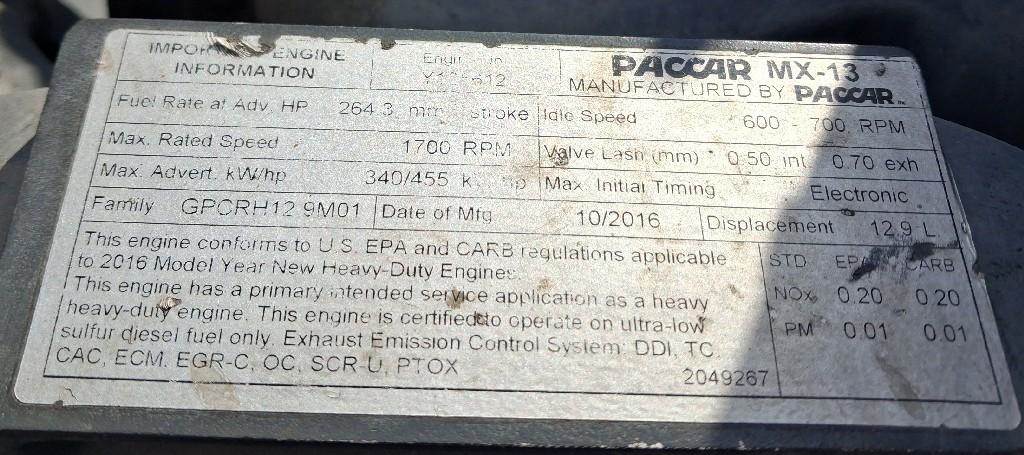 ENGINE
INFORMATION
PACCAR MX-13
MANUFACTURED BY PACCAR
Fuel Rate at Adv. HP 264.3 Stroke
Idle Speed 600 - 700 RPM
Max. Rated Speed 1700 RPM
Valve Lash (mm) 0.50 int 0.70 exh
Max. Advert. kW/hp 340/455
Max. Initial Timing Electronic
Family GPCRH12.9M01
Date of Mfg 10/2016
Displacement 12.9 L
This engine conforms to U.S. EPA and CARB regulations applicable
to 2016 Model Year New Heavy-Duty Engines.
This engine has a primary intended service application as a heavy
heavy-duty engine. This engine is certified to operate on ultra-low
sulfur diesel fuel only. Exhaust Emission Control System: DDI, TC,
CAC, ECM, EGR-C, OC, SCR-U, PTOX
2049267
STD EPA CARB
NOx 0.20 0.20
PM 0.01 0.01